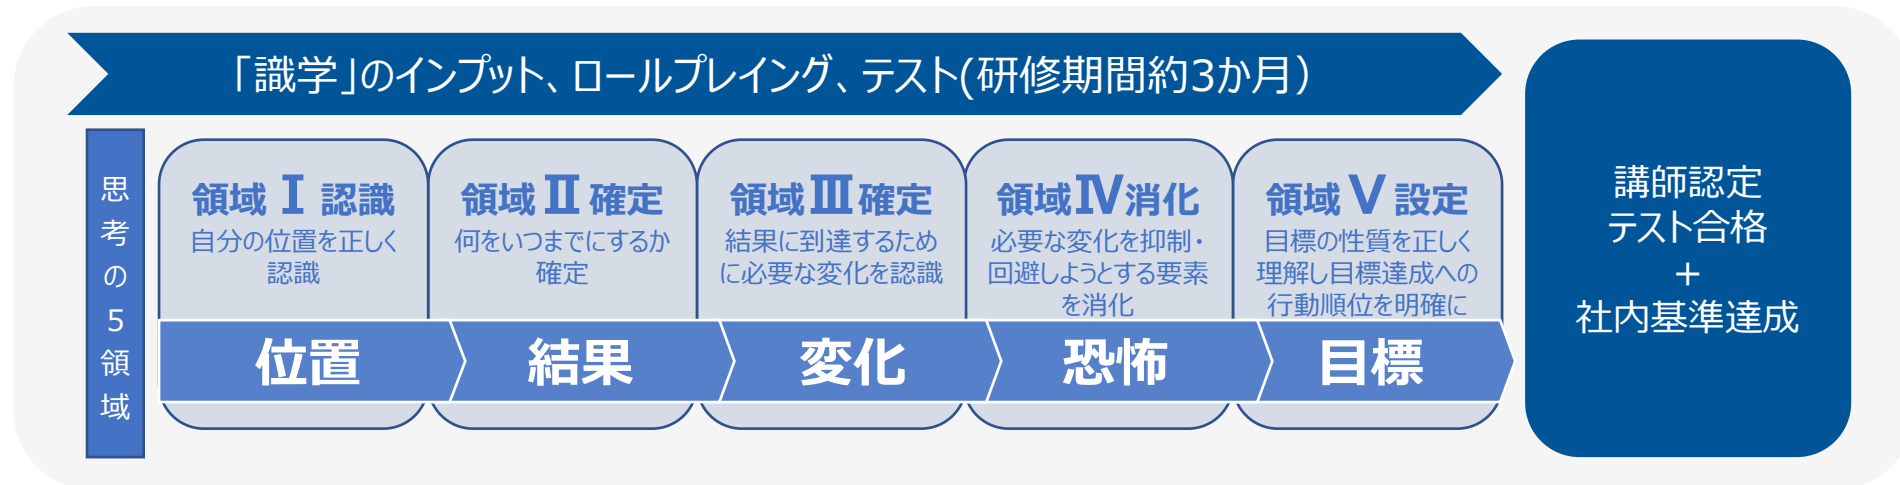 「識学」のインプット、ロールプレイング、テスト(研修期間約3か月）
思考の5領域
領域Ⅰ 認識
自分の位置を正しく
認識
位置
領域Ⅱ 確定
何をいつまでにするか
確定
結果
領域Ⅲ確定
結果に到達するため
に必要な変化を認識
変化
領域Ⅳ消化
必要な変化を抑制・
回避しようとする要素
を消化
恐怖
領域Ⅴ 設定
目標の性質を正しく
理解し目標達成への
行動順位を明確に
目標
講師認定
テスト合格
+
社内基準達成